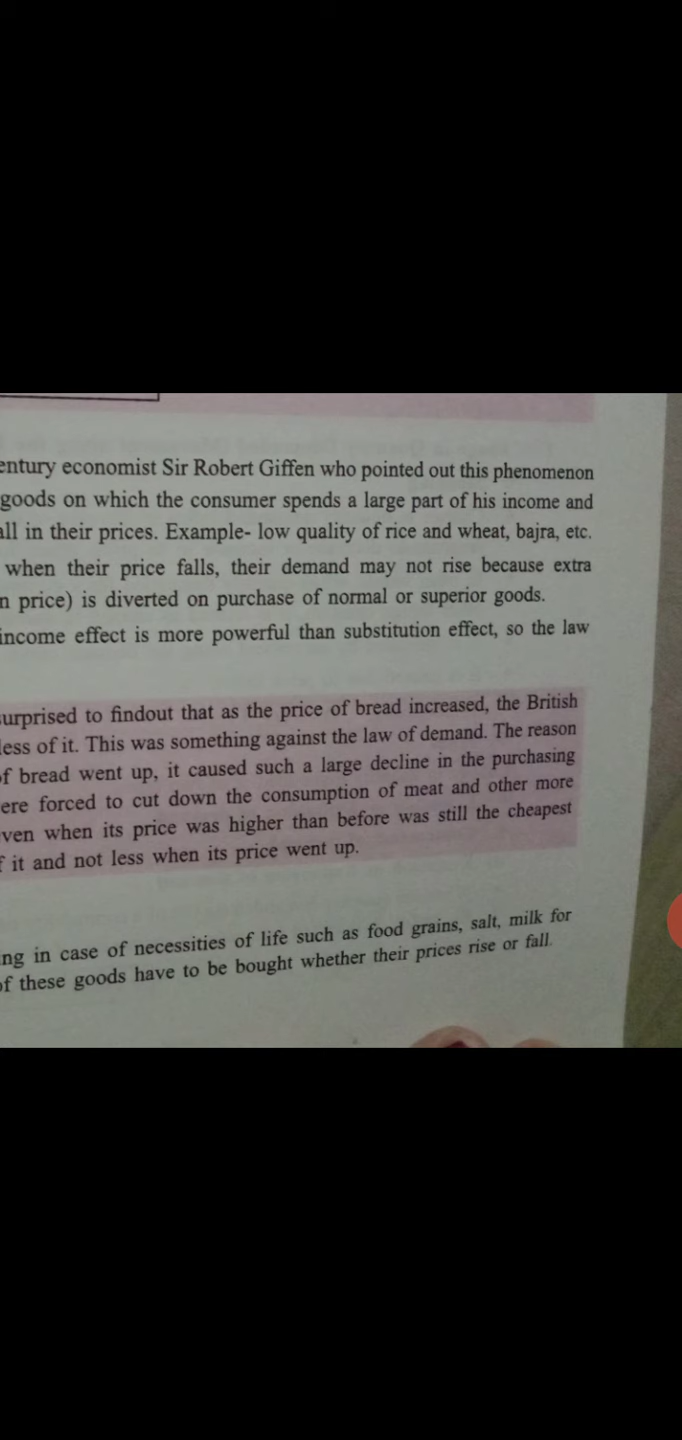 entury economist Sir Robert Giffen who pointed out this phenomenon
goods on which the consumer spends a large part of his income and
all in their prices. Example- low quality of rice and wheat, bajra, etc.
when their price falls, their demand may not rise because extra
n price) is diverted on purchase of normal or superior goods.
income effect is more powerful than substitution effect, so the law
surprised to findout that as the price of bread increased, the British
less of it. This was something against the law of demand. The reason
of bread went up, it caused such a large decline in the purchasing
ere forced to cut down the consumption of meat and other more
ven when its price was higher than before was still the cheapest
f it and not less when its price went up.
ng in case of necessities of life such as food grains, salt, milk for
of these goods have to be bought whether their prices rise or fall.